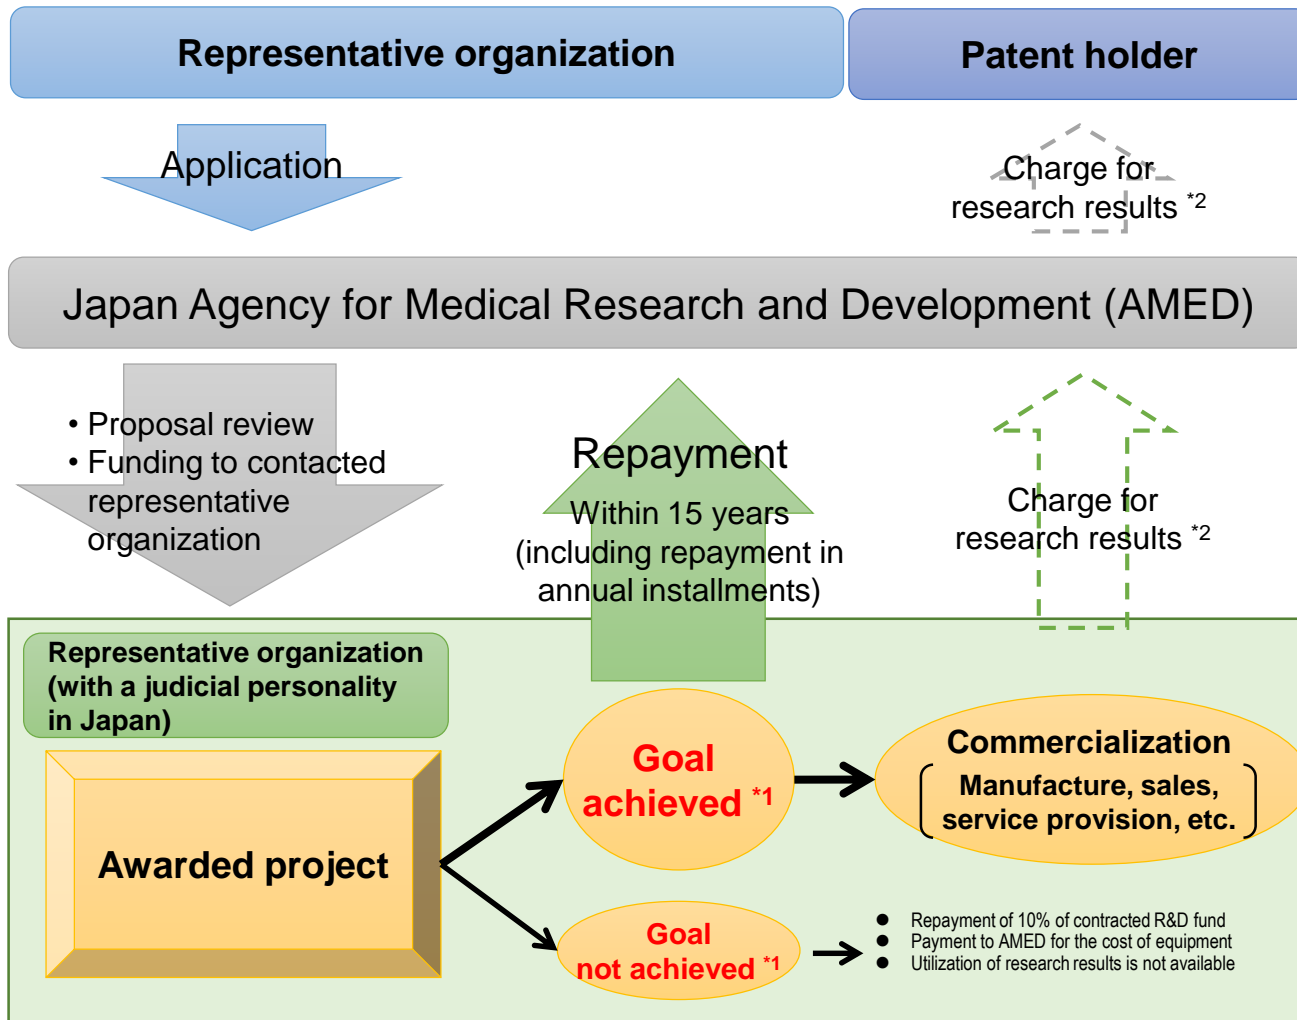 Representative organization
Patent holder
Application
Charge for
research results *2
Japan Agency for Medical Research and Development (AMED)
• Proposal review
• Funding to contacted
representative
organization
Repayment
Within 15 years
(including repayment in
annual installments)
Charge for
research results *2
Representative organization
(with a judicial personality
in Japan)
Awarded project
Goal
achieved *1
Commercialization
Manufacture, sales,
service provision, etc.
Goal
not achieved *1
● Repayment of 10% of contracted R&D fund
● Payment to AMED for the cost of equipment
● Utilization of research results is not available